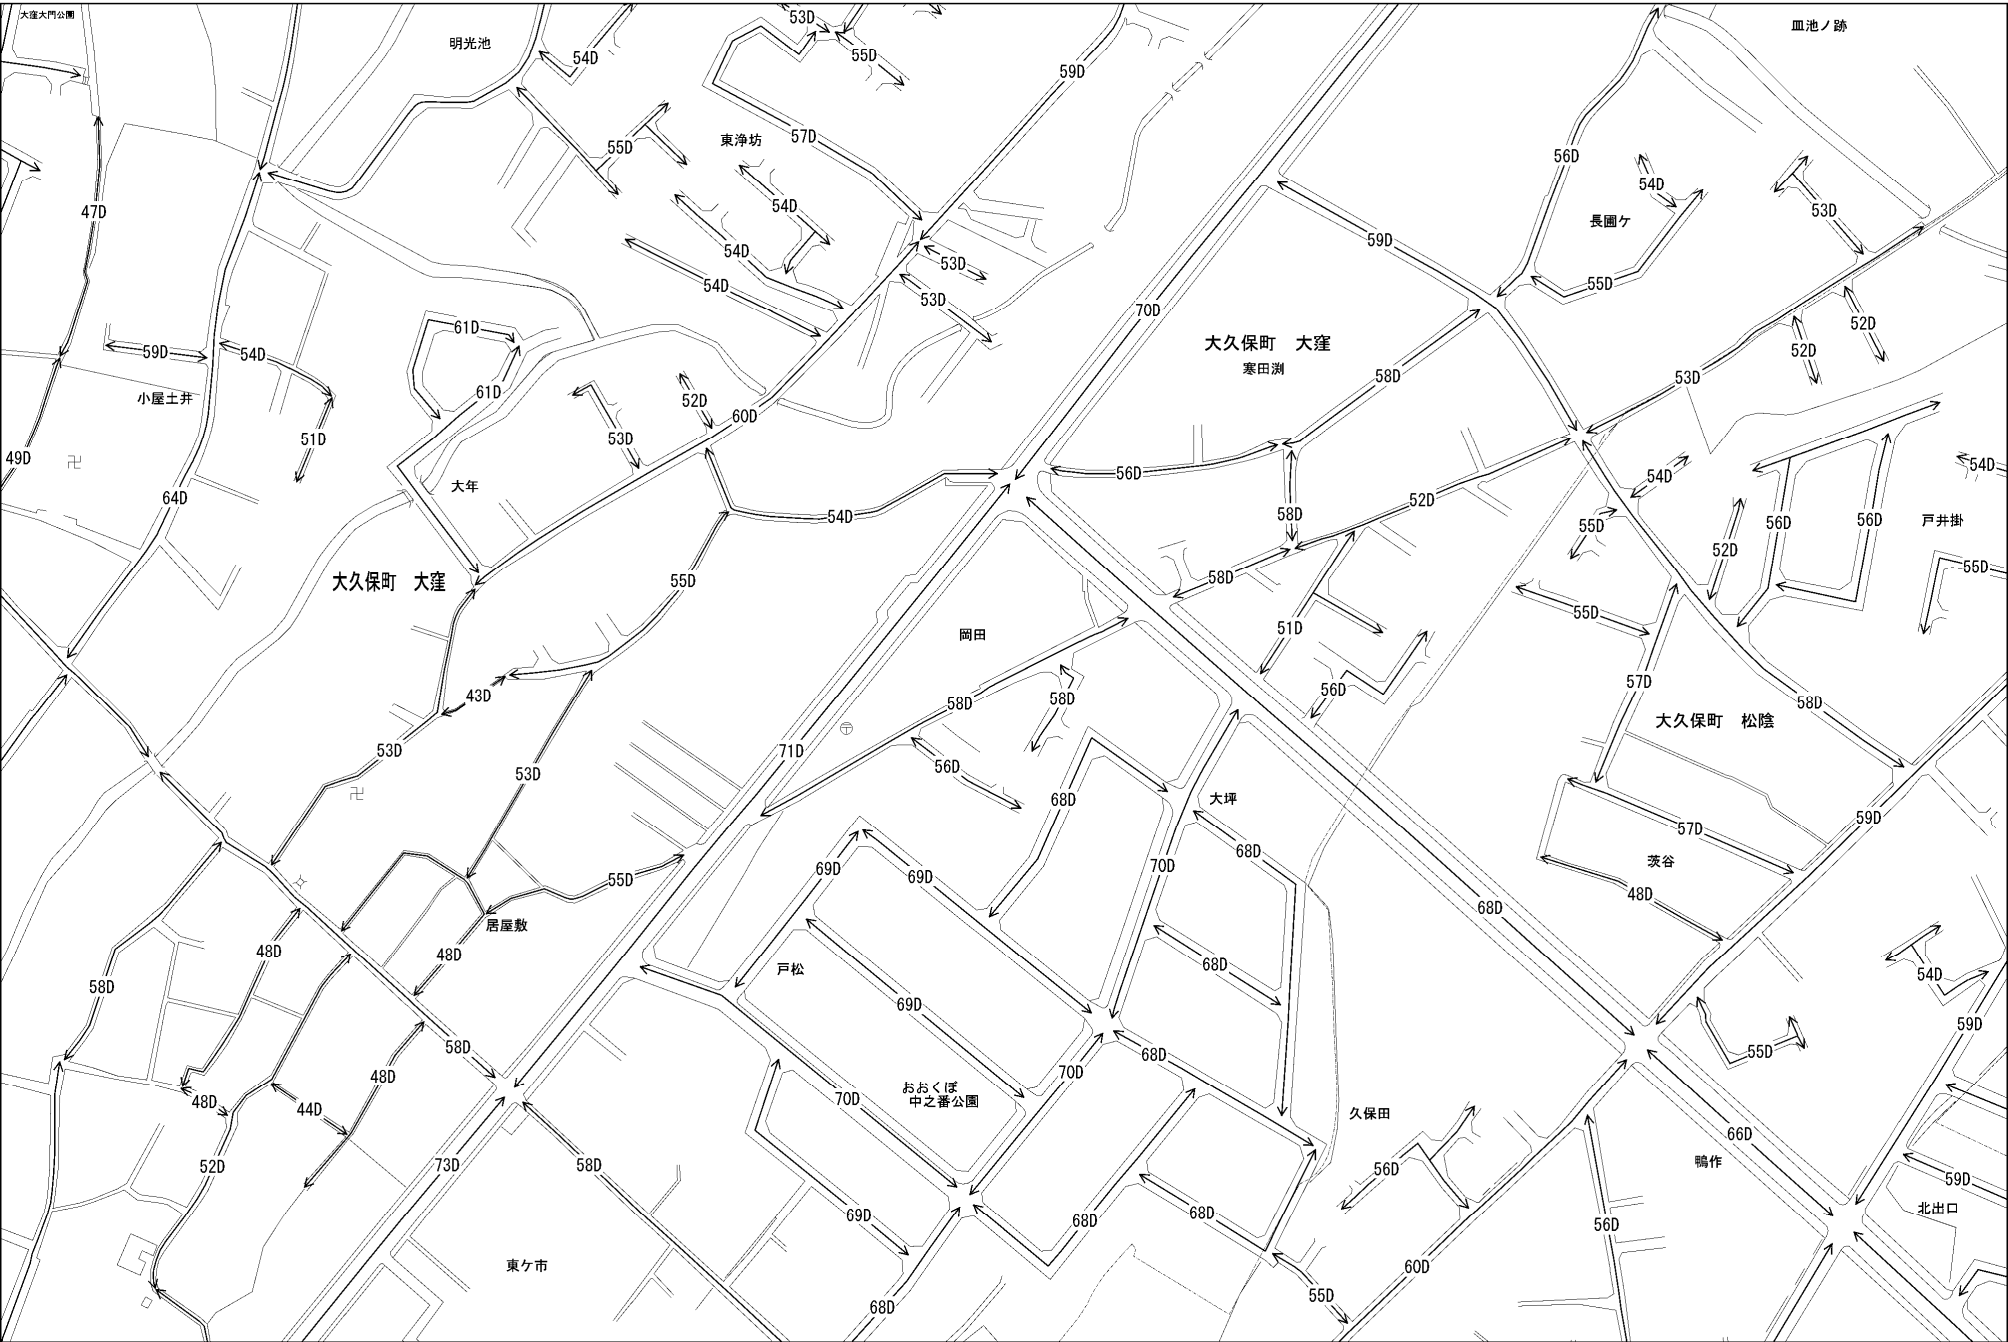 大窪大門公園
53D
皿池ノ跡
明光池
54D
55D
59D
57D
東浄坊
55D
56D
54D
47D
54D
53D
長圃ケ
54D
59D
53D
54D
55D
53D
70D
61D
52D
大久保町 大窪
59D
54D
52D
寒田渕
58D
53D
61D
小屋土井
52D
60D
51D
53D
49D
54D
56D
54D
大年
64D
52D
54D
58D
55D
56D
56D
戸井掛
52D
55D
大久保町 大窪
55D
58D
55D
岡田
51D
57D
43D
56D
58D
58D
58D
大久保町 松陰
53D
71D
56D
53D
68D
大坪
59D
57D
68D
茨谷
70D
69D
69D
55D
48D
68D
居屋敷
48D
48D
68D
戸松
54D
58D
69D
59D
58D
55D
68D
48D
70D
おおくぼ
中之番公園
70D
48D
44D
久保田
66D
鴨作
73D
58D
52D
56D
59D
北出口
69D
68D
68D
56D
東ケ市
60D
55D
68D